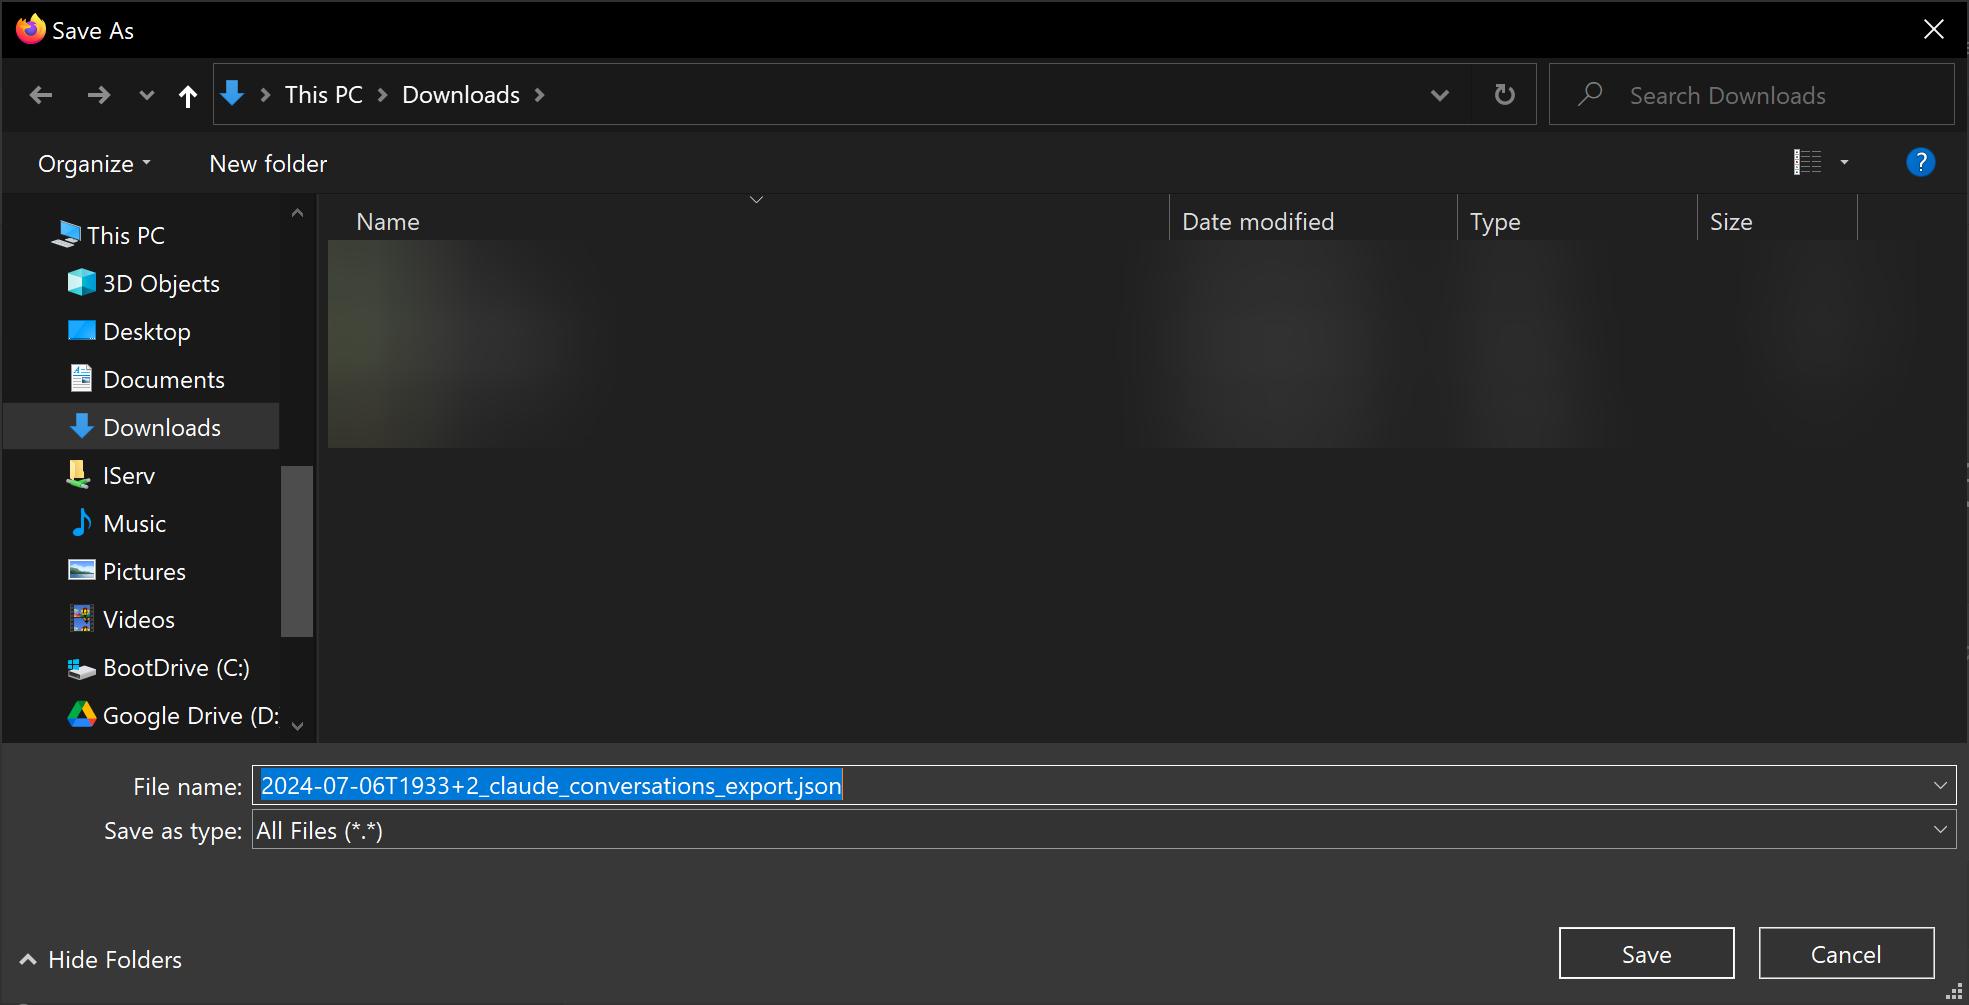 Save As
This PC
Downloads
Search Downloads
Organize
New folder
?
Name
Date modified
Type
Size
This PC
3D Objects
Desktop
Documents
Downloads
IServ
Music
Pictures
Videos
BootDrive (C:)
Google Drive (D:
File name: 2024-07-06T1933+2_claude_conversations_export.json
Save as type: All Files (*.*)
Hide Folders
Save
Cancel